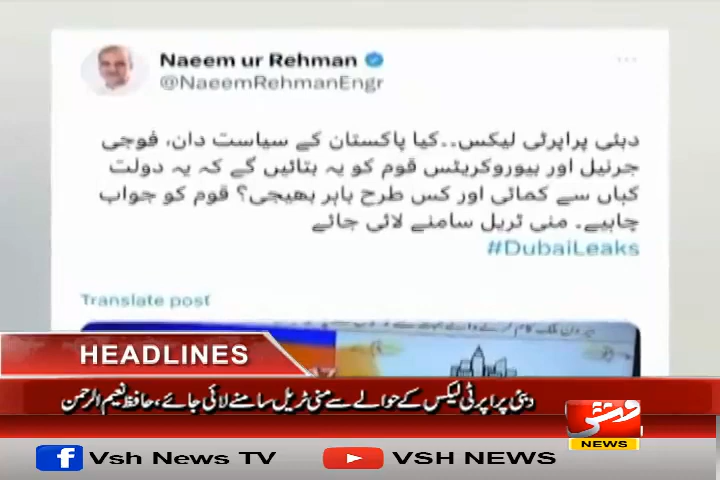 Naeem ur Rehman
@NaeemRehmanEngr
دبئی پراپرٹی لیکس..کیا پاکستان کے سیاست دان، فوجی
جرنیل اور بیوروکریٹس قوم کو یہ بتائیں گے کہ یہ دولت
کہاں سے کمائی اور کس طرح باہر بھیجی؟ قوم کو جواب
چاہیے۔ منی ٹریل سامنے لائی جائے
#DubaiLeaks
Translate post
HEADLINES
دبئی پراپرٹی لیکس کے حوالے سے منی ٹریل سامنے لائی جائے، حافظ نعیم الرحمن
وش
NEWS
f Vsh News TV
VSH NEWS